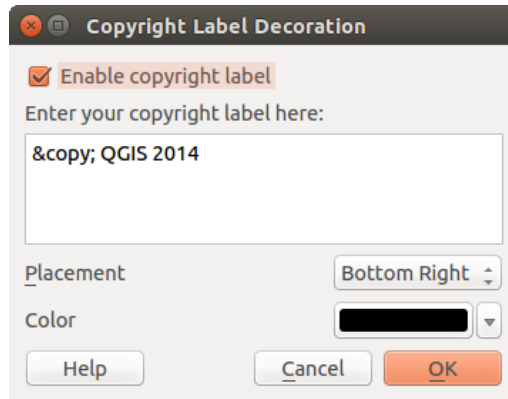 Copyright Label Decoration
Enable copyright label
Enter your copyright label here:
&copy; QGIS 2014
Placement Bottom Right
Color
Help Cancel OK